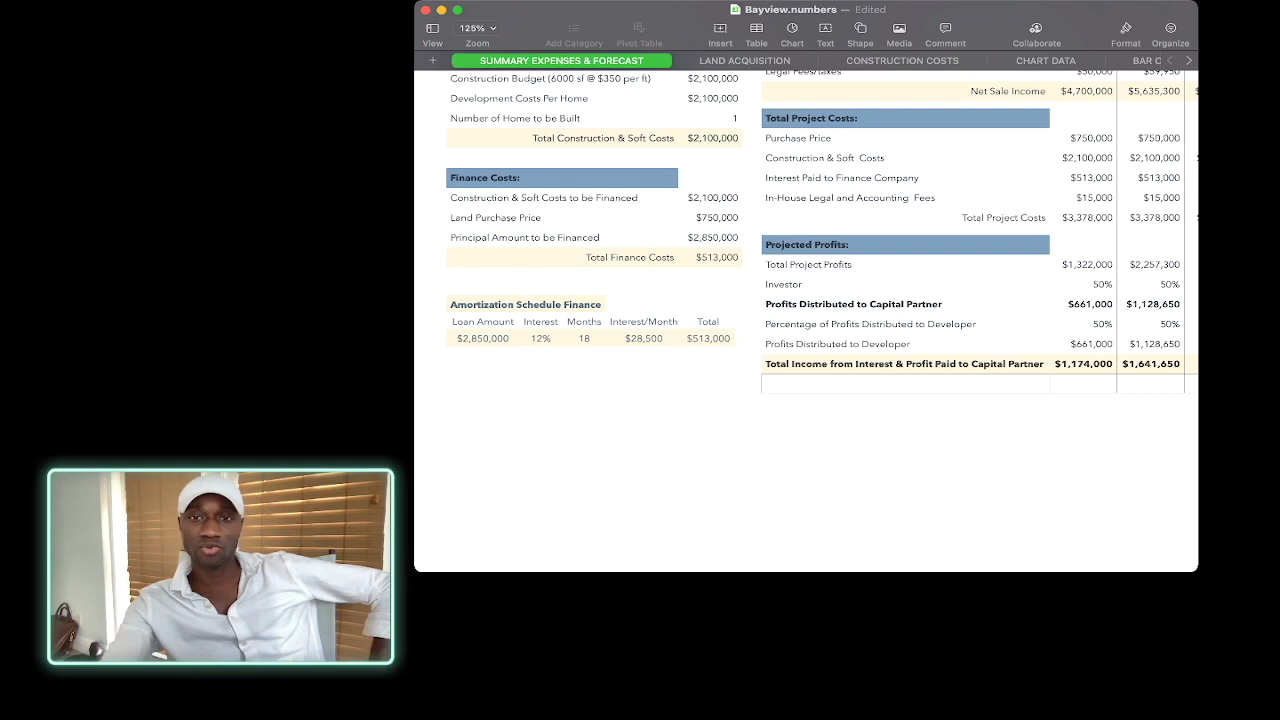 Bayview.numbers — Edited
125%
View Zoom Add Category Pivot Table Insert Table Chart Text Shape Media Comment Collaborate Format Organize
+ SUMMARY EXPENSES & FORECAST LAND ACQUISITION CONSTRUCTION COSTS CHART DATA BAR C
Construction Budget (6000 sf @ $350 per ft) $2,100,000
Development Costs Per Home $2,100,000
Number of Home to be Built 1
Total Construction & Soft Costs $2,100,000
Finance Costs:
Construction & Soft Costs to be Financed $2,100,000
Land Purchase Price $750,000
Principal Amount to be Financed $2,850,000
Total Finance Costs $513,000
Amortization Schedule Finance
Loan Amount Interest Months Interest/Month Total
$2,850,000 12% 18 $28,500 $513,000
Legal Fees/taxes $50,000 $59,950
Net Sale Income $4,700,000 $5,635,300
Total Project Costs:
Purchase Price $750,000 $750,000
Construction & Soft Costs $2,100,000 $2,100,000
Interest Paid to Finance Company $513,000 $513,000
In-House Legal and Accounting Fees $15,000 $15,000
Total Project Costs $3,378,000 $3,378,000
Projected Profits:
Total Project Profits $1,322,000 $2,257,300
Investor 50% 50%
Profits Distributed to Capital Partner $661,000 $1,128,650
Percentage of Profits Distributed to Developer 50% 50%
Profits Distributed to Developer $661,000 $1,128,650
Total Income from Interest & Profit Paid to Capital Partner $1,174,000 $1,641,650